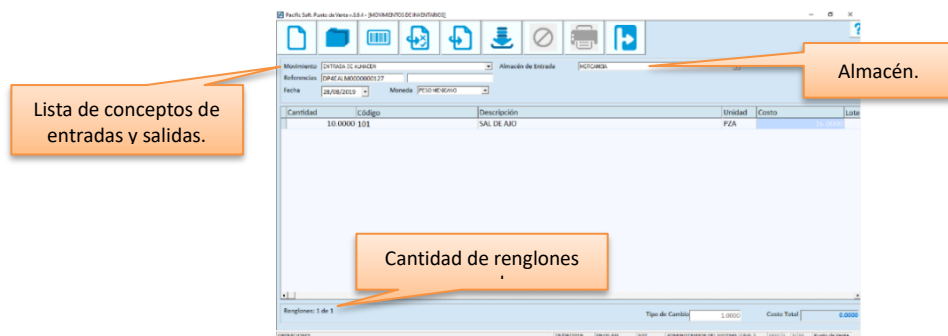 Pacific Soft. Punto de Venta v.5.0.4 - [MOVIMIENTOS DE INVENTARIOS]
Movimiento ENTRADA DE ALMACEN Almacén de Entrada MERCANCIA
Referencias DP4EALM0000000127
Fecha 28/08/2019 Moneda PESO MEXICANO
Almacén.
Lista de conceptos de
entradas y salidas.
Cantidad Código Descripción Unidad Costo Lote
10.0000 101 SAL DE AJO PZA
Cantidad de renglones
Renglones: 1 de 1
Tipo de Cambio 1.0000 Costo Total 0.0000